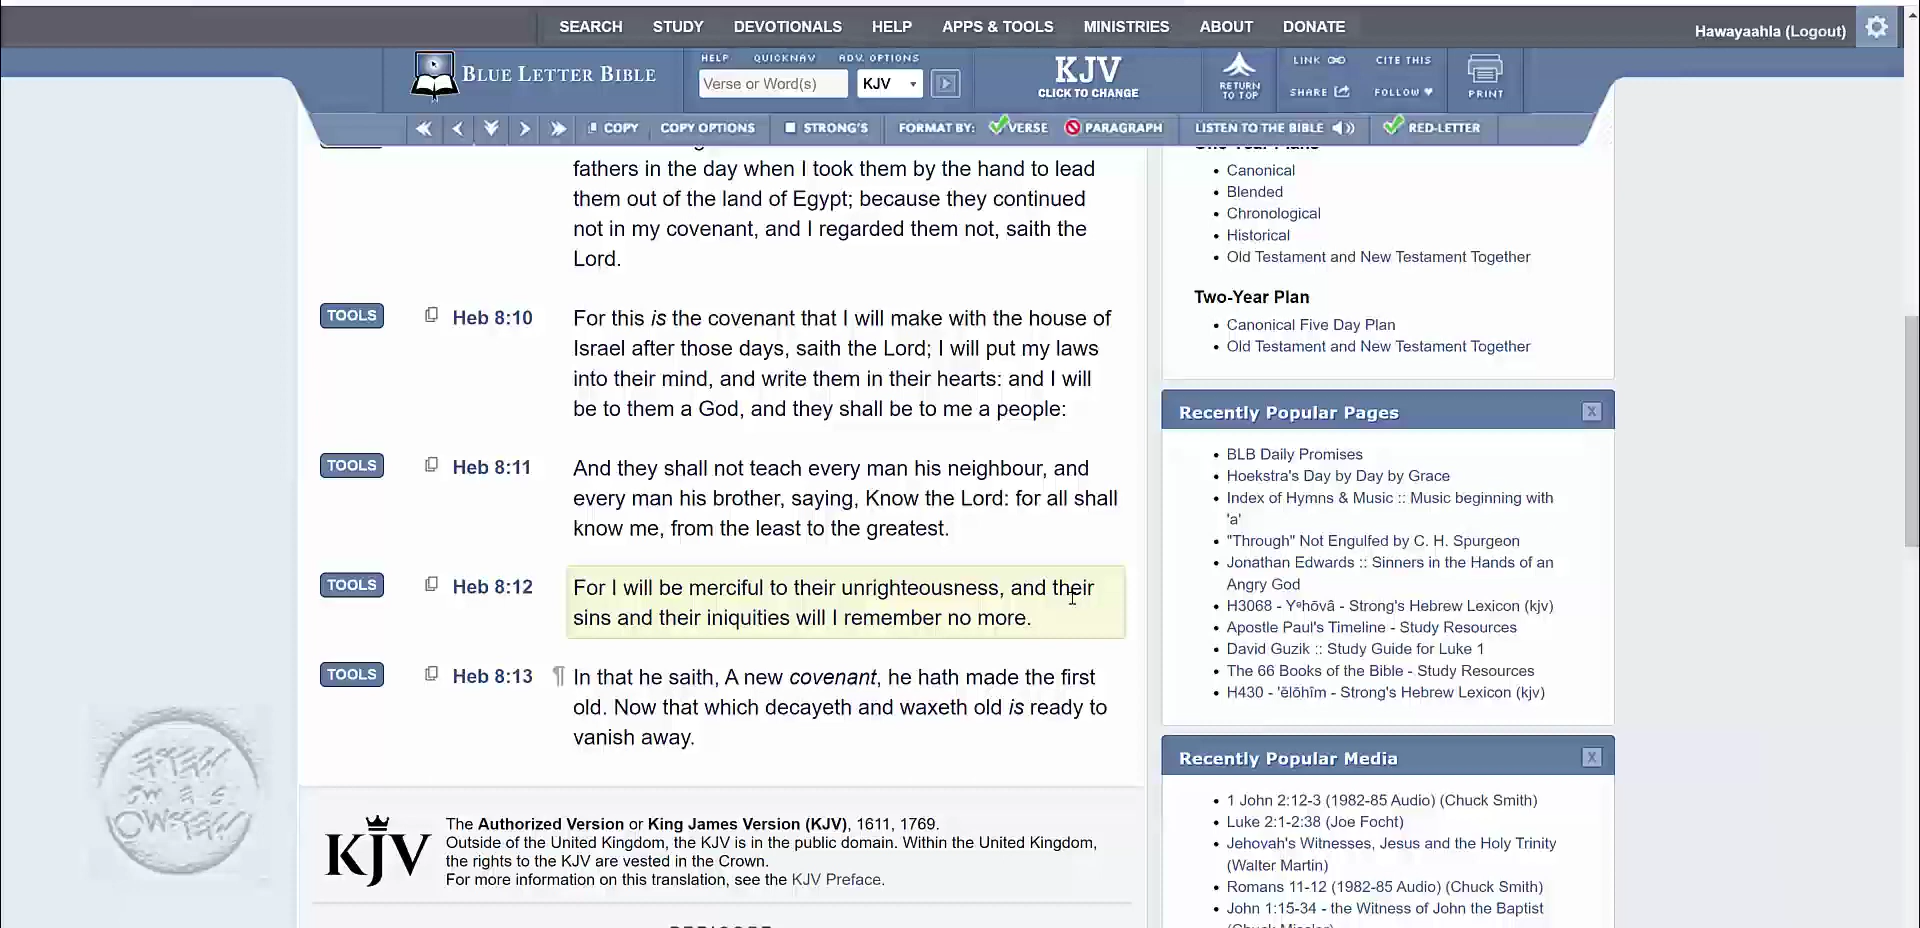 SEARCH STUDY DEVOTIONALS HELP APPS & TOOLS MINISTRIES ABOUT DONATE
Hawayaahla (Logout)
BLUE LETTER BIBLE
HELP QUICKNAV ADV. OPTIONS
Verse or Word(s) KJV
KJV
CLICK TO CHANGE
RETURN
TO TOP
LINK CITE THIS
SHARE FOLLOW
PRINT
COPY COPY OPTIONS STRONG'S FORMAT BY: VERSE PARAGRAPH LISTEN TO THE BIBLE RED-LETTER
fathers in the day when I took them by the hand to lead
them out of the land of Egypt; because they continued
not in my covenant, and I regarded them not, saith the
Lord.
TOOLS Heb 8:10 For this is the covenant that I will make with the house of
Israel after those days, saith the Lord; I will put my laws
into their mind, and write them in their hearts: and I will
be to them a God, and they shall be to me a people:
TOOLS Heb 8:11 And they shall not teach every man his neighbour, and
every man his brother, saying, Know the Lord: for all shall
know me, from the least to the greatest.
TOOLS Heb 8:12 For I will be merciful to their unrighteousness, and their
sins and their iniquities will I remember no more.
TOOLS Heb 8:13 ¶ In that he saith, A new covenant, he hath made the first
old. Now that which decayeth and waxeth old is ready to
vanish away.
KJV
The Authorized Version or King James Version (KJV), 1611, 1769.
Outside of the United Kingdom, the KJV is in the public domain. Within the United Kingdom,
the rights to the KJV are vested in the Crown.
For more information on this translation, see the KJV Preface.
One-Year Plans
• Canonical
• Blended
• Chronological
• Historical
• Old Testament and New Testament Together
Two-Year Plan
• Canonical Five Day Plan
• Old Testament and New Testament Together
Recently Popular Pages X
• BLB Daily Promises
• Hoekstra's Day by Day by Grace
• Index of Hymns & Music :: Music beginning with
'a'
• "Through" Not Engulfed by C. H. Spurgeon
• Jonathan Edwards :: Sinners in the Hands of an
Angry God
• H3068 - Yᵊhōvâ - Strong's Hebrew Lexicon (kjv)
• Apostle Paul's Timeline - Study Resources
• David Guzik :: Study Guide for Luke 1
• The 66 Books of the Bible - Study Resources
• H430 - 'ĕlōhîm - Strong's Hebrew Lexicon (kjv)
Recently Popular Media X
• 1 John 2:12-3 (1982-85 Audio) (Chuck Smith)
• Luke 2:1-2:38 (Joe Focht)
• Jehovah's Witnesses, Jesus and the Holy Trinity
(Walter Martin)
• Romans 11-12 (1982-85 Audio) (Chuck Smith)
• John 1:15-34 - the Witness of John the Baptist